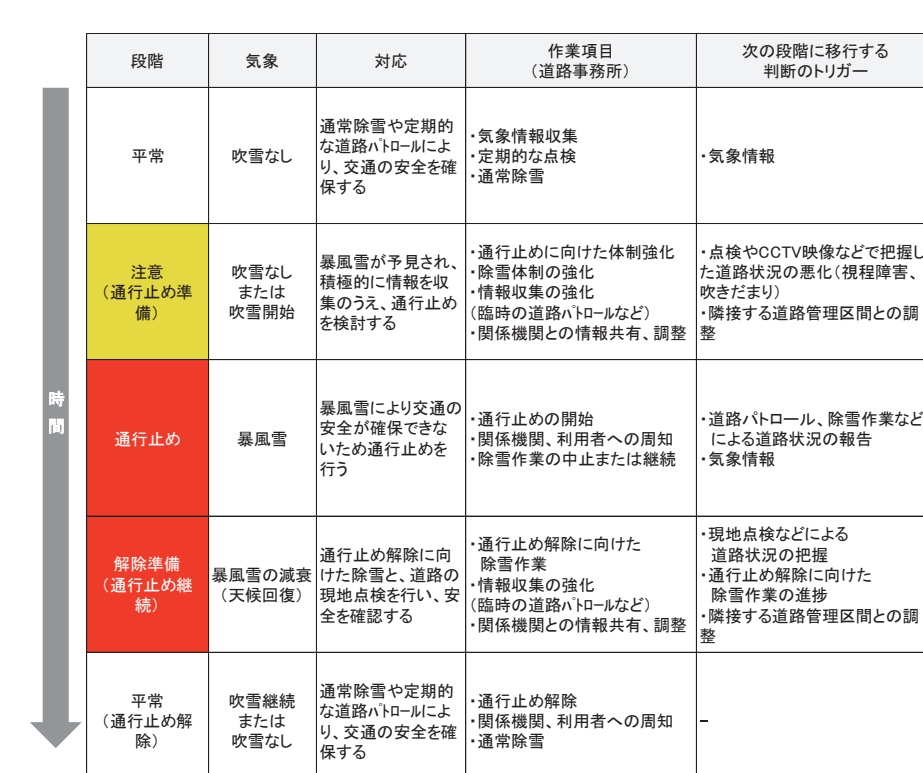 段階
気象
対応
作業項目
（道路事務所）
次の段階に移行する
判断のトリガー
時
間
平常
吹雪なし
通常除雪や定期的
な道路ﾊﾟﾄﾛｰﾙによ
り、交通の安全を確
保する
・気象情報収集
・定期的な点検
・通常除雪
・気象情報
注意
（通行止め準
備）
吹雪なし
または
吹雪開始
暴風雪が予見され、
積極的に情報を収
集のうえ、通行止め
を検討する
・通行止めに向けた体制強化
・除雪体制の強化
・情報収集の強化
（臨時の道路ﾊﾟﾄﾛｰﾙなど）
・関係機関との情報共有、調整
・点検やCCTV映像などで把握し
た道路状況の悪化（視程障害、
吹きだまり）
・隣接する道路管理区間との調
整
通行止め
暴風雪
暴風雪により交通の
安全が確保できな
いため通行止めを
行う
・通行止めの開始
・関係機関、利用者への周知
・除雪作業の中止または継続
・道路パトロール、除雪作業など
による道路状況の報告
・気象情報
解除準備
（通行止め継
続）
暴風雪の減衰
（天候回復）
通行止め解除に向
けた除雪と、道路の
現地点検を行い、安
全を確認する
・通行止め解除に向けた
除雪作業
・情報収集の強化
（臨時の道路ﾊﾟﾄﾛｰﾙなど）
・関係機関との情報共有、調整
・現地点検などによる
道路状況の把握
・通行止め解除に向けた
除雪作業の進捗
・隣接する道路管理区間との調
整
平常
（通行止め解
除）
吹雪継続
または
吹雪なし
通常除雪や定期的
な道路ﾊﾟﾄﾛｰﾙによ
り、交通の安全を確
保する
・通行止め解除
・関係機関、利用者への周知
・通常除雪
−